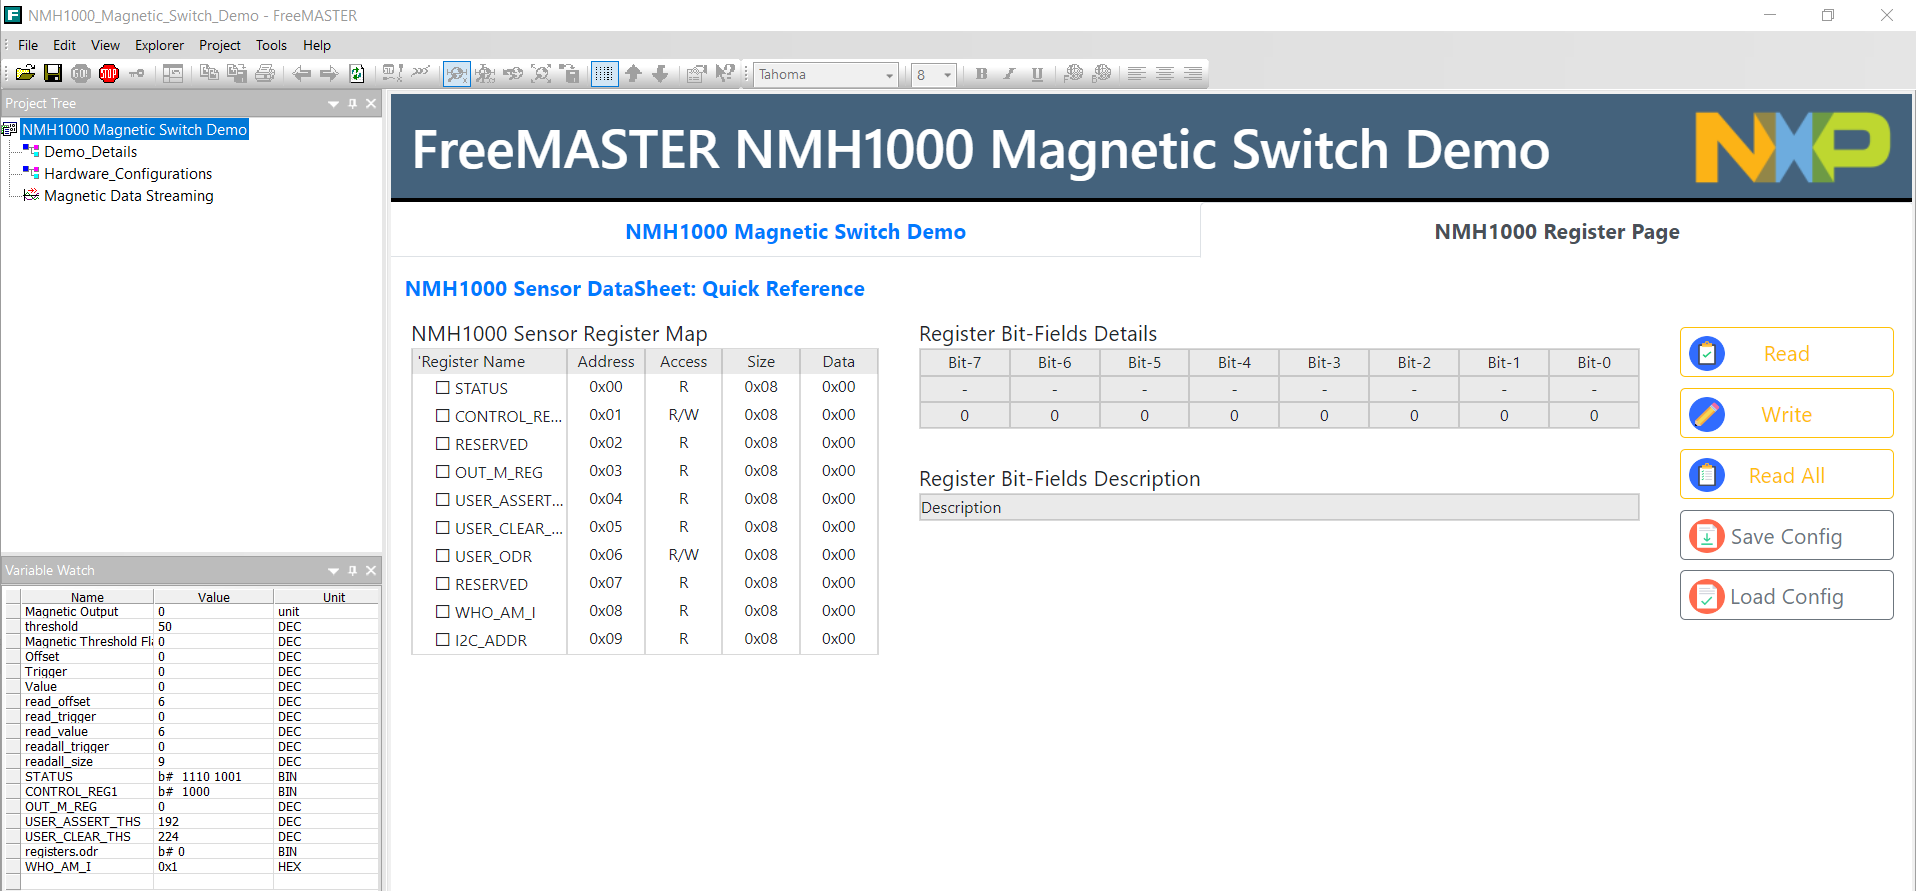 NMH1000_Magnetic_Switch_Demo - FreeMASTER
File Edit View Explorer Project Tools Help
GO! STOP Tahoma 8 B I U
Project Tree
NMH1000 Magnetic Switch Demo
Demo_Details
Hardware_Configurations
Magnetic Data Streaming
Variable Watch
Name Value Unit
Magnetic Output 0 unit
threshold 50 DEC
Magnetic Threshold Fl 0 DEC
Offset 0 DEC
Trigger 0 DEC
Value 0 DEC
read_offset 6 DEC
read_trigger 0 DEC
read_value 6 DEC
readall_trigger 0 DEC
readall_size 9 DEC
STATUS b# 1110 1001 BIN
CONTROL_REG1 b# 1000 BIN
OUT_M_REG 0 DEC
USER_ASSERT_THS 192 DEC
USER_CLEAR_THS 224 DEC
registers.odr b# 0 BIN
WHO_AM_I 0x1 HEX
FreeMASTER NMH1000 Magnetic Switch Demo NXP
NMH1000 Magnetic Switch Demo NMH1000 Register Page
NMH1000 Sensor DataSheet: Quick Reference
NMH1000 Sensor Register Map
'Register Name Address Access Size Data
STATUS 0x00 R 0x08 0x00
CONTROL_RE... 0x01 R/W 0x08 0x00
RESERVED 0x02 R 0x08 0x00
OUT_M_REG 0x03 R 0x08 0x00
USER_ASSERT... 0x04 R 0x08 0x00
USER_CLEAR_... 0x05 R 0x08 0x00
USER_ODR 0x06 R/W 0x08 0x00
RESERVED 0x07 R 0x08 0x00
WHO_AM_I 0x08 R 0x08 0x00
I2C_ADDR 0x09 R 0x08 0x00
Register Bit-Fields Details
Bit-7 Bit-6 Bit-5 Bit-4 Bit-3 Bit-2 Bit-1 Bit-0
- - - - - - - -
0 0 0 0 0 0 0 0
Register Bit-Fields Description
Description
Read
Write
Read All
Save Config
Load Config